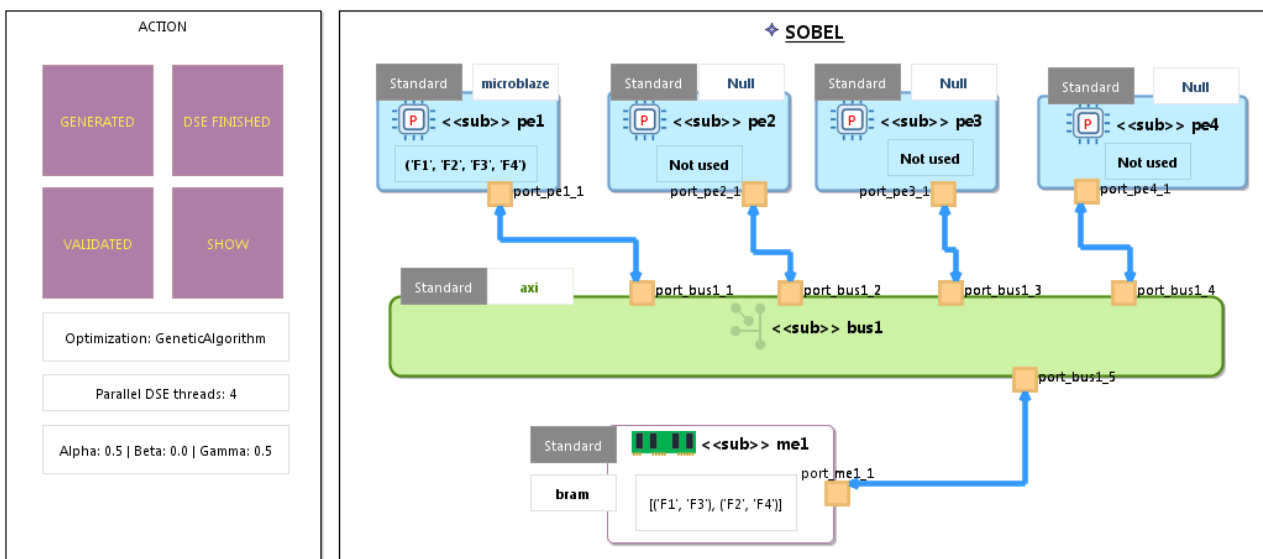 ACTION
GENERATED
DSE FINISHED
VALIDATED
SHOW
Optimization: GeneticAlgorithm
Parallel DSE threads: 4
Alpha: 0.5 | Beta: 0.0 | Gamma: 0.5
SOBEL
Standard
microblaze
P
<<sub>> pe1
('F1', 'F2', 'F3', 'F4')
port_pe1_1
Standard
Null
P
<<sub>> pe2
Not used
port_pe2_1
Standard
Null
P
<<sub>> pe3
Not used
port_pe3_1
Standard
Null
P
<<sub>> pe4
Not used
port_pe4_1
Standard
axi
port_bus1_1
port_bus1_2
port_bus1_3
port_bus1_4
<<sub>> bus1
port_bus1_5
Standard
<<sub>> me1
port_me1_1
bram
[('F1', 'F3'), ('F2', 'F4')]